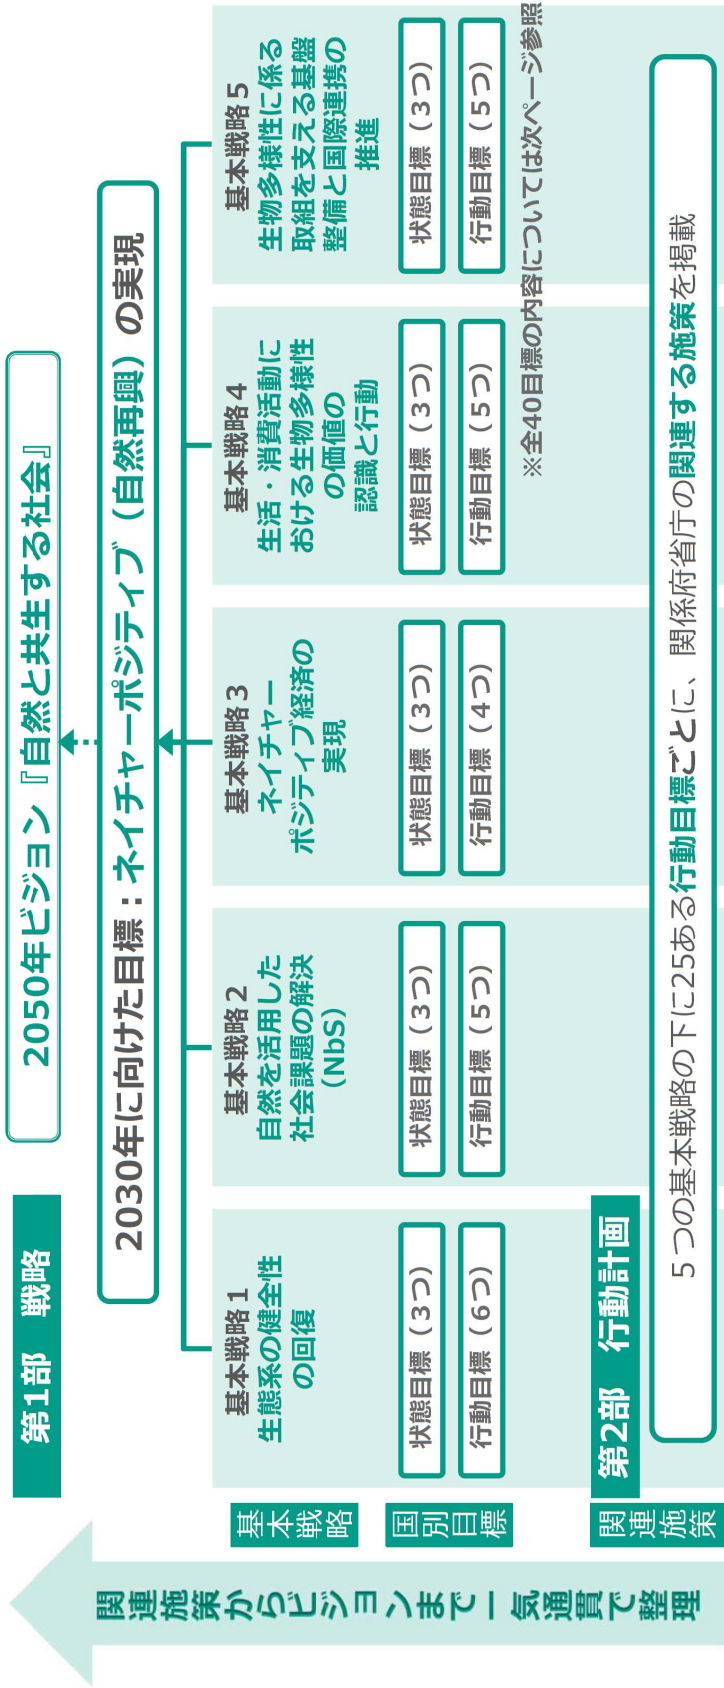 第1部　戦略
2050年ビジョン『自然と共生する社会』
2030年に向けた目標：ネイチャーポジティブ（自然再興）の実現
基本戦略
基本戦略1
生態系の健全性
の回復
基本戦略2
自然を活用した
社会課題の解決
（NbS）
基本戦略3
ネイチャー
ポジティブ経済の
実現
基本戦略4
生活・消費活動に
おける生物多様性
の価値の
認識と行動
基本戦略5
生物多様性に係る
取組を支える基盤
整備と国際連携の
推進
国別目標
状態目標（3つ）
行動目標（6つ）
状態目標（3つ）
行動目標（5つ）
状態目標（3つ）
行動目標（4つ）
状態目標（3つ）
行動目標（5つ）
状態目標（3つ）
行動目標（5つ）
※全40目標の内容については次ページ参照
第2部　行動計画
関連施策
5つの基本戦略の下に25ある行動目標ごとに、関係府省庁の関連する施策を掲載
関連施策からビジョンまで一気通貫で整理